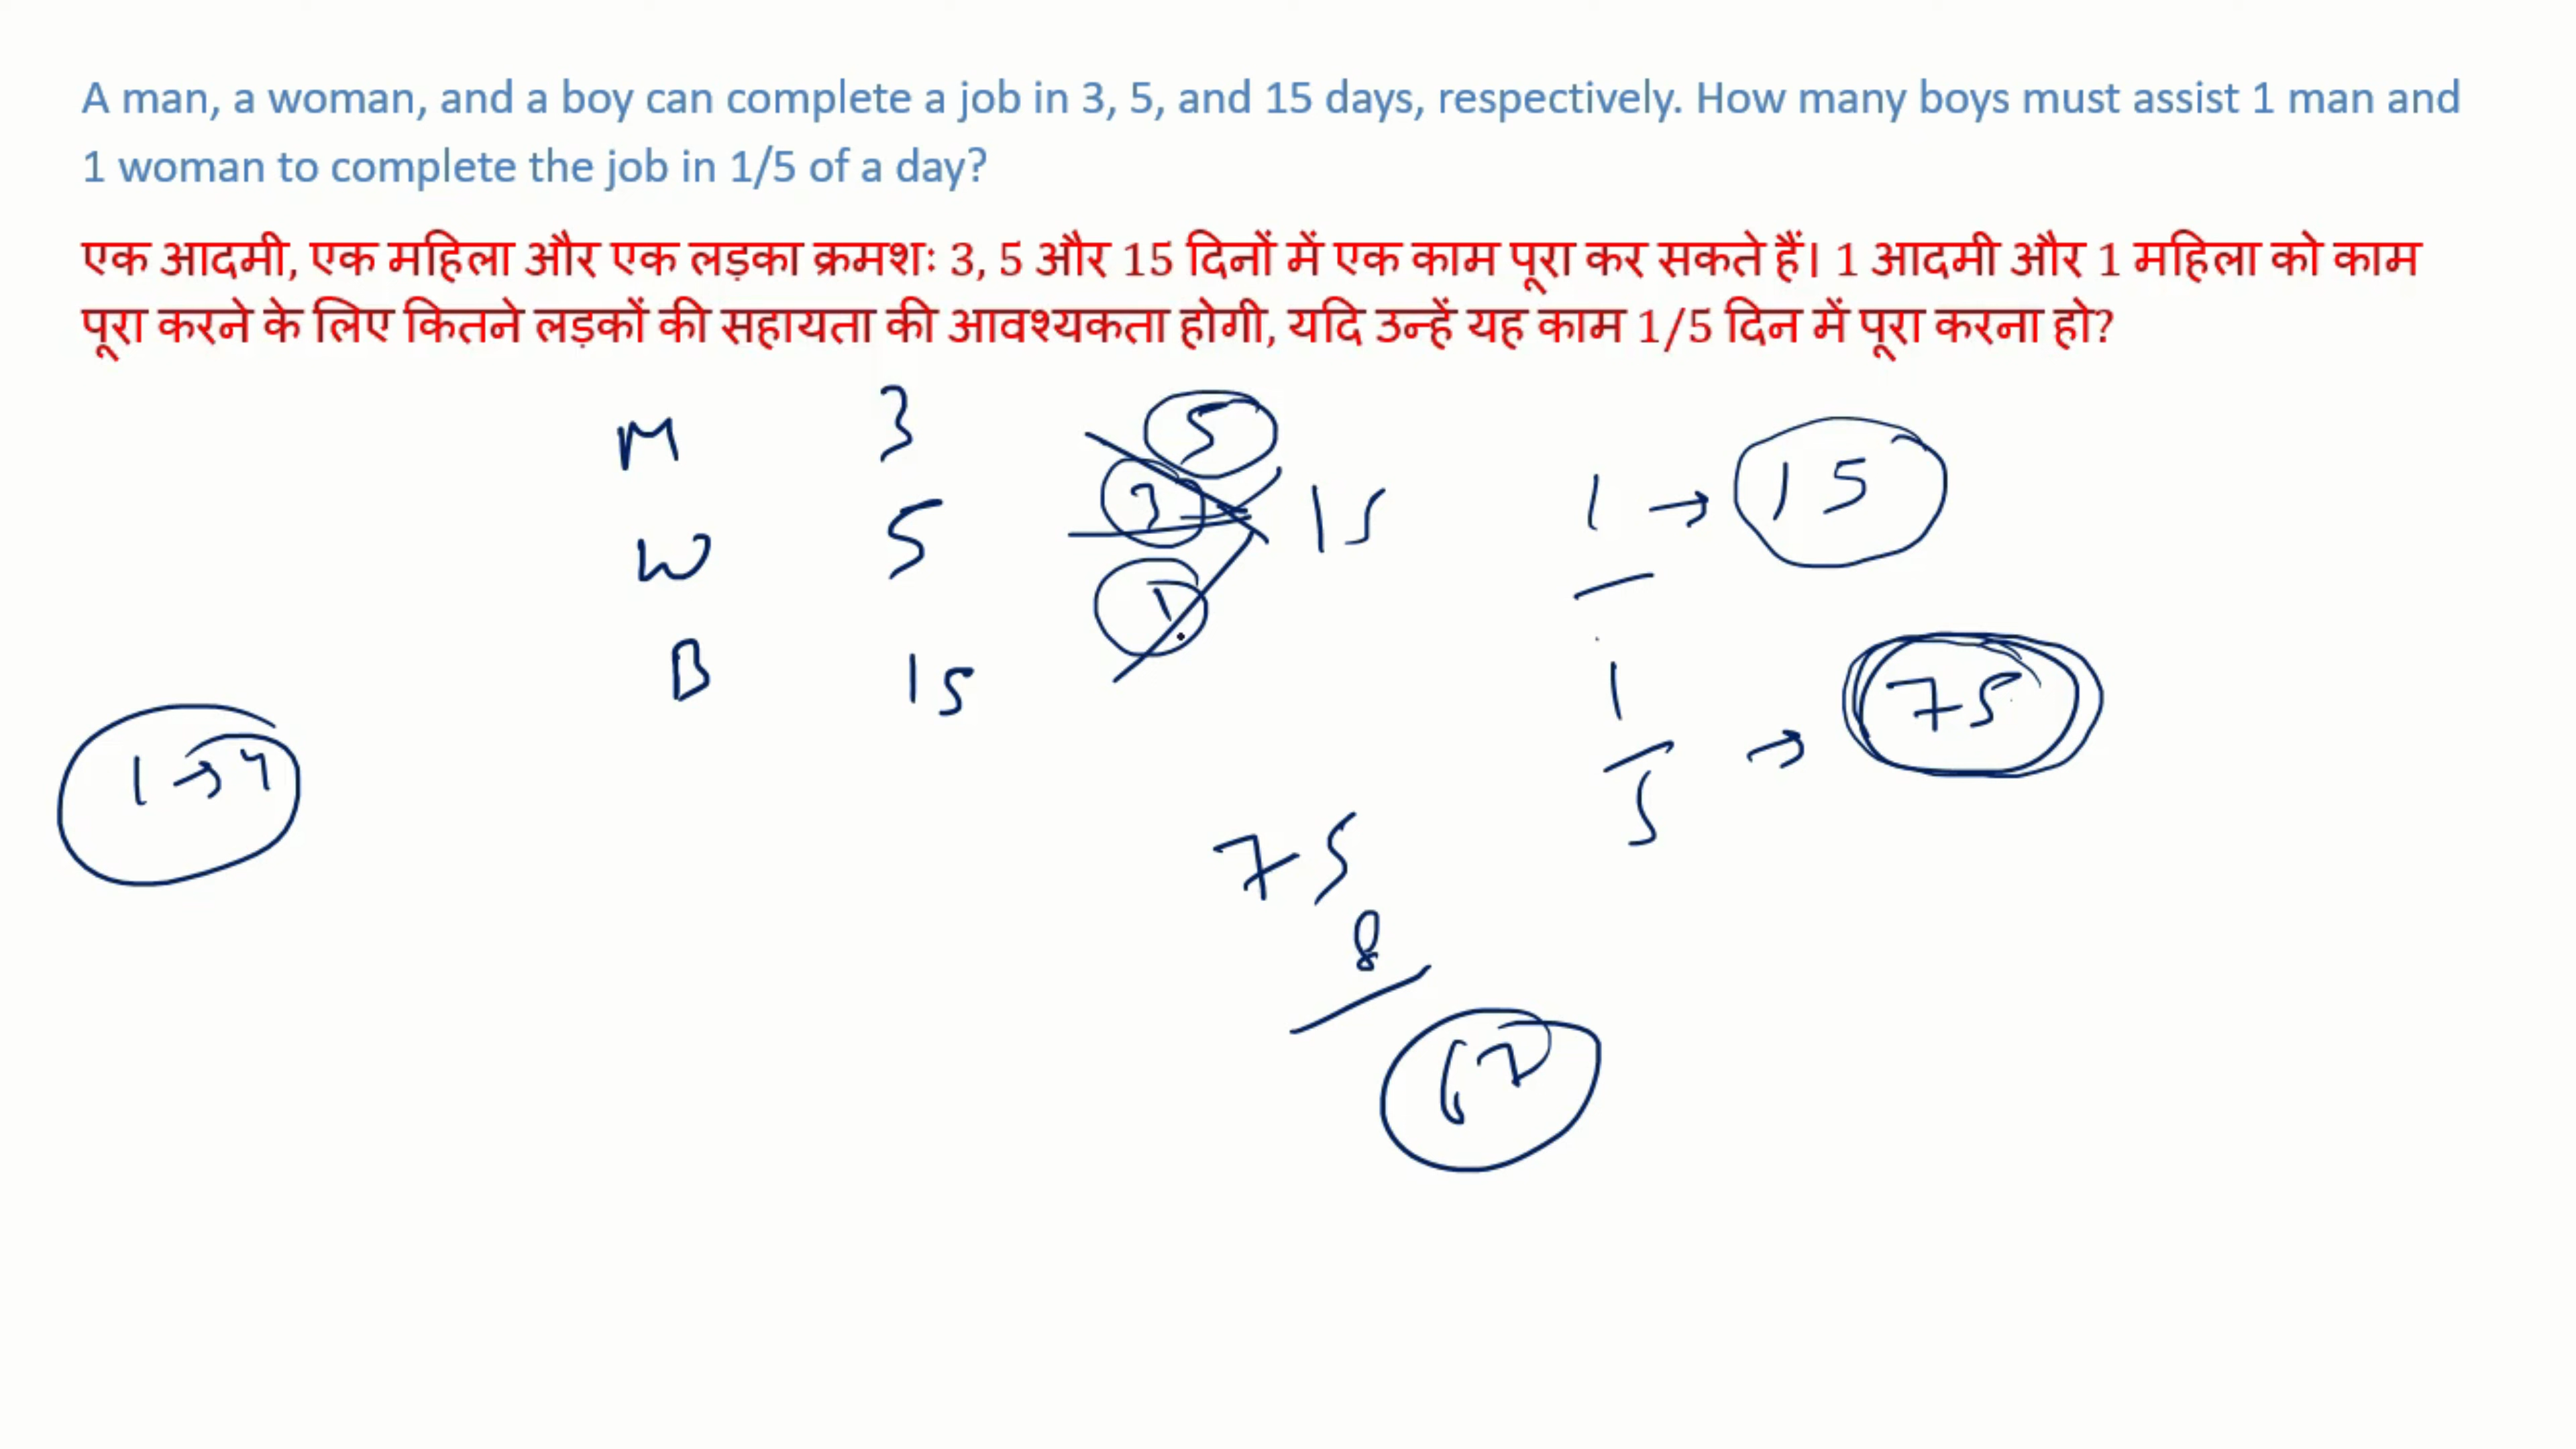 A man, a woman, and a boy can complete a job in 3, 5, and 15 days, respectively. How many boys must assist 1 man and
1 woman to complete the job in 1/5 of a day?
एक आदमी, एक महिला और एक लड़का क्रमशः 3, 5 और 15 दिनों में एक काम पूरा कर सकते हैं। 1 आदमी और 1 महिला को काम
पूरा करने के लिए कितने लड़कों की सहायता की आवश्यकता होगी, यदि उन्हें यह काम 1/5 दिन में पूरा करना हो?
M 3 5
W 5 3 15 1 → 15
1
B 15
1/5 → 75
75
8
67